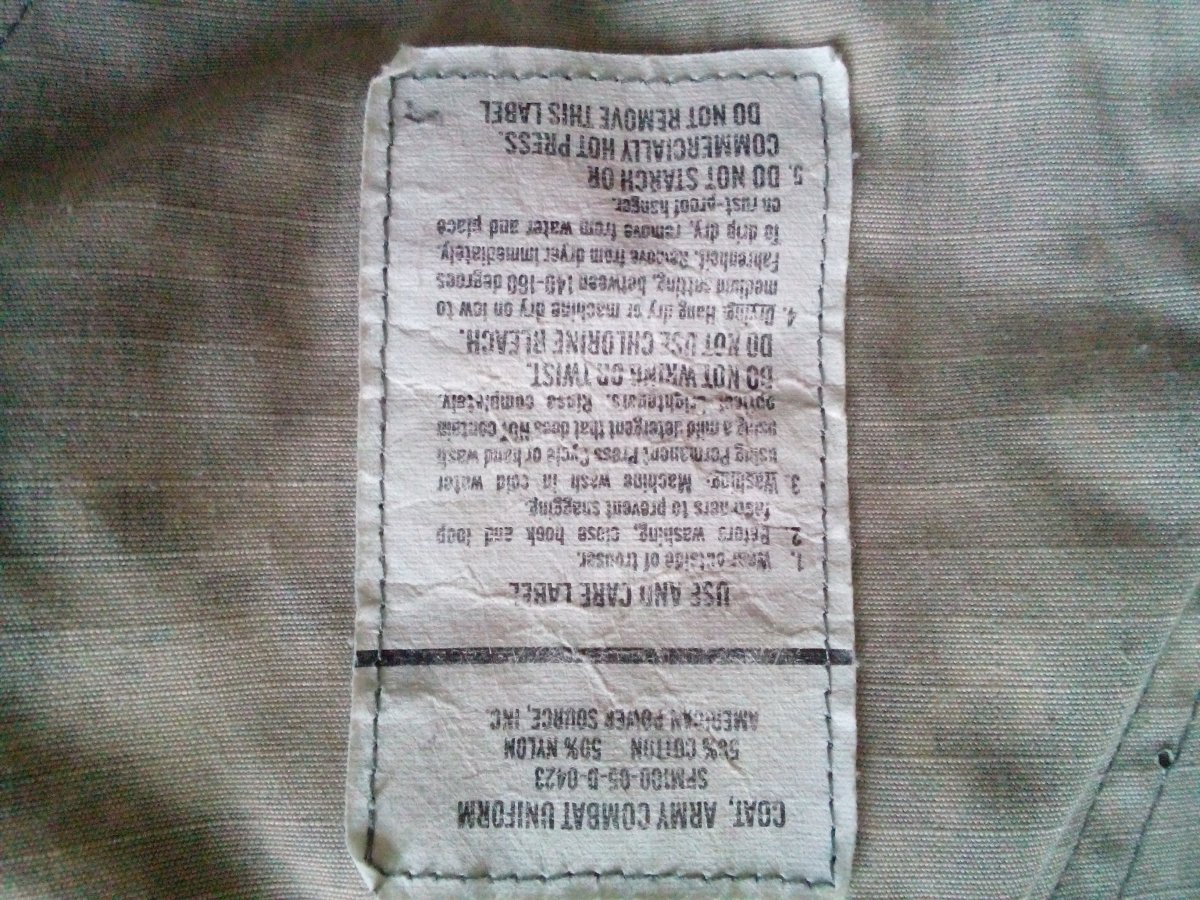 COAT, ARMY COMBAT UNIFORM
SPM100-05-D-0423
50% COTTON 50% NYLON
AMERICAN POWER SOURCE, INC.
USE AND CARE LABEL
1. Wear outside of trouser.
2. Before washing, close hook and loop
fasteners to prevent snagging.
3. Washing: Machine wash in cold water
using Permanent Press Cycle or hand wash
using a mild detergent that does NOT contain
optical brighteners. Rinse completely.
DO NOT WRING OR TWIST.
DO NOT USE CHLORINE BLEACH.
4. Drying: Hang dry or machine dry on low to
medium setting, between 140-160 degrees
Fahrenheit. Remove from dryer immediately.
To drip dry, remove from water and place
on rust-proof hanger.
5. DO NOT STARCH OR
COMMERCIALLY HOT PRESS.
DO NOT REMOVE THIS LABEL